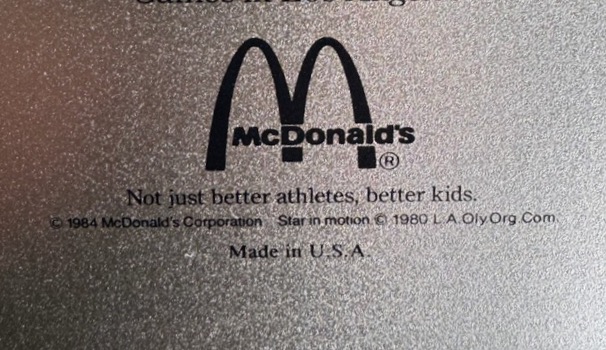 McDonald's
®
Not just better athletes, better kids.
© 1984 McDonald's Corporation Star in motion © 1980 L.A.Oly.Org.Com.
Made in U.S.A.